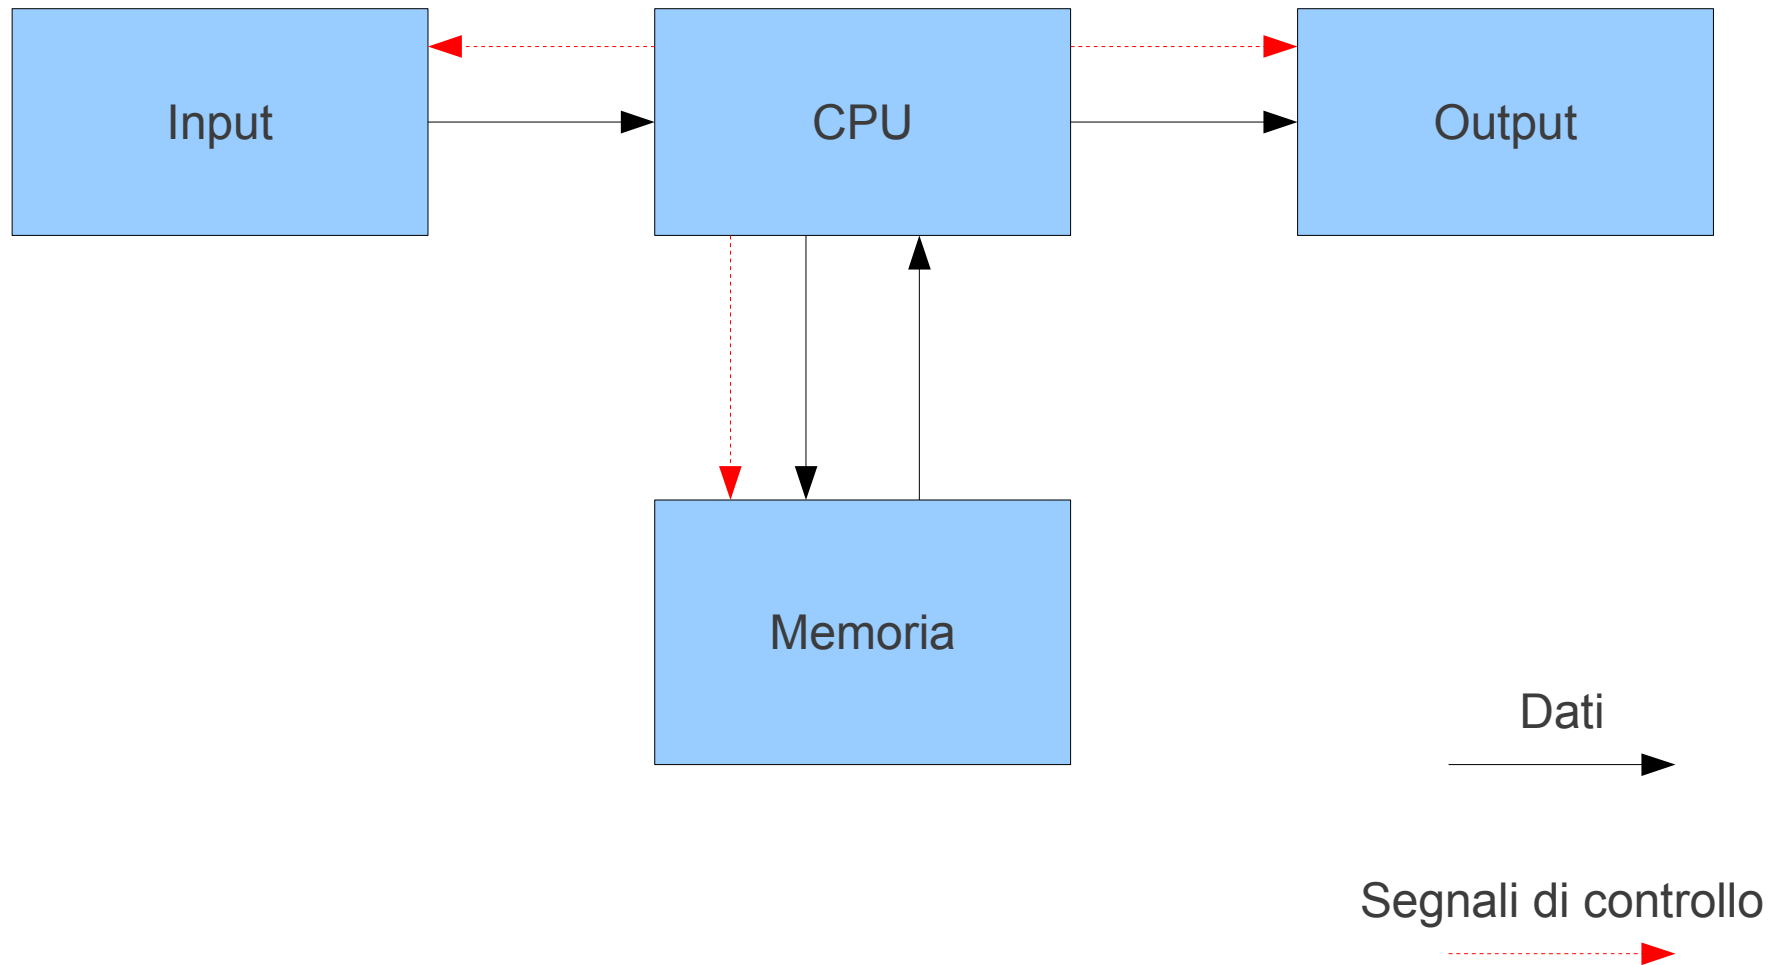 Input
CPU
Output
Memoria
Dati
Segnali di controllo